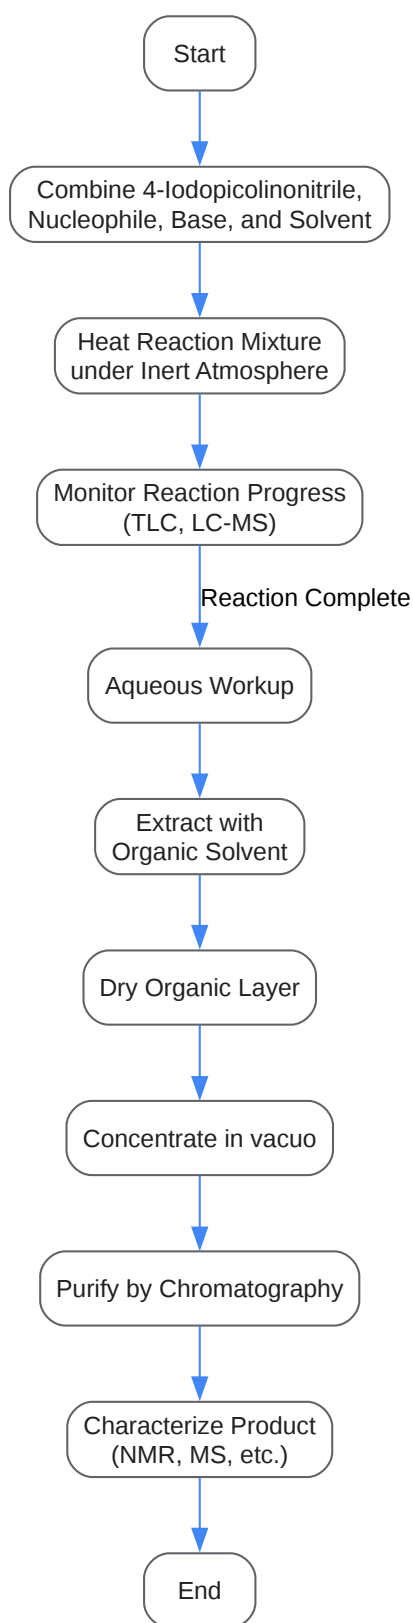 Start
Combine 4-Iodopicolinonitrile,
Nucleophile, Base, and Solvent
Heat Reaction Mixture
under Inert Atmosphere
Monitor Reaction Progress
(TLC, LC-MS)
Reaction Complete
Aqueous Workup
Extract with
Organic Solvent
Dry Organic Layer
Concentrate in vacuo
Purify by Chromatography
Characterize Product
(NMR, MS, etc.)
End